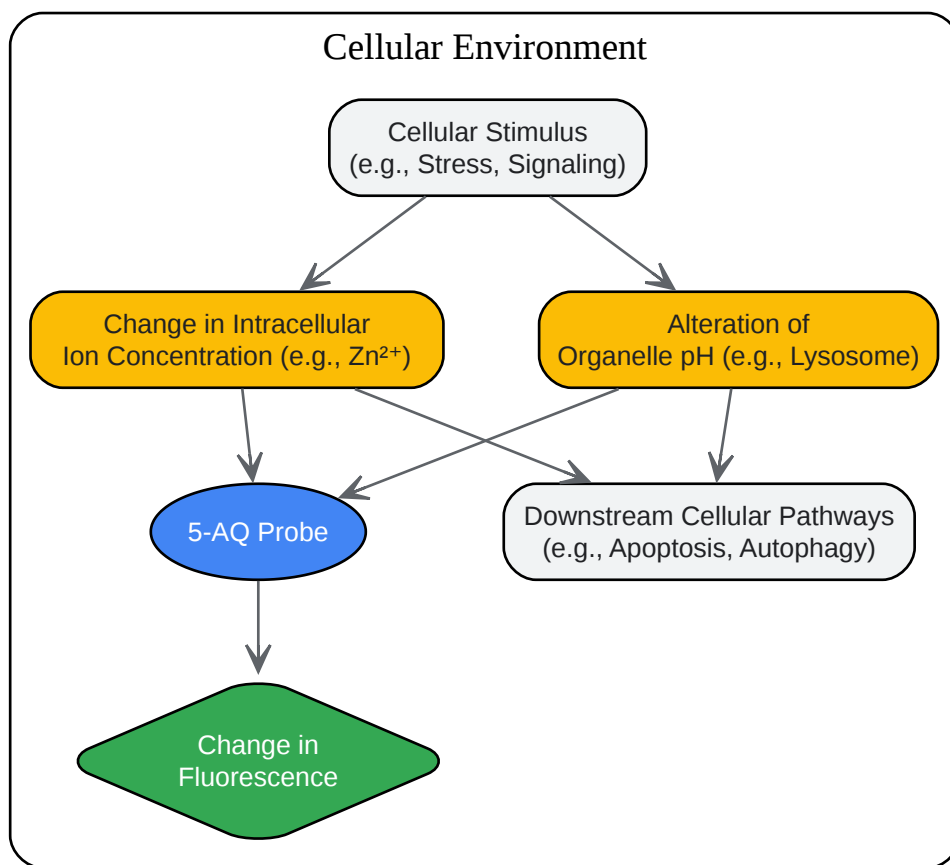 Cellular Environment
Cellular Stimulus
(e.g., Stress, Signaling)
Change in Intracellular
Ion Concentration (e.g., Zn²⁺)
Alteration of
Organelle pH (e.g., Lysosome)
5-AQ Probe
Downstream Cellular Pathways
(e.g., Apoptosis, Autophagy)
Change in
Fluorescence